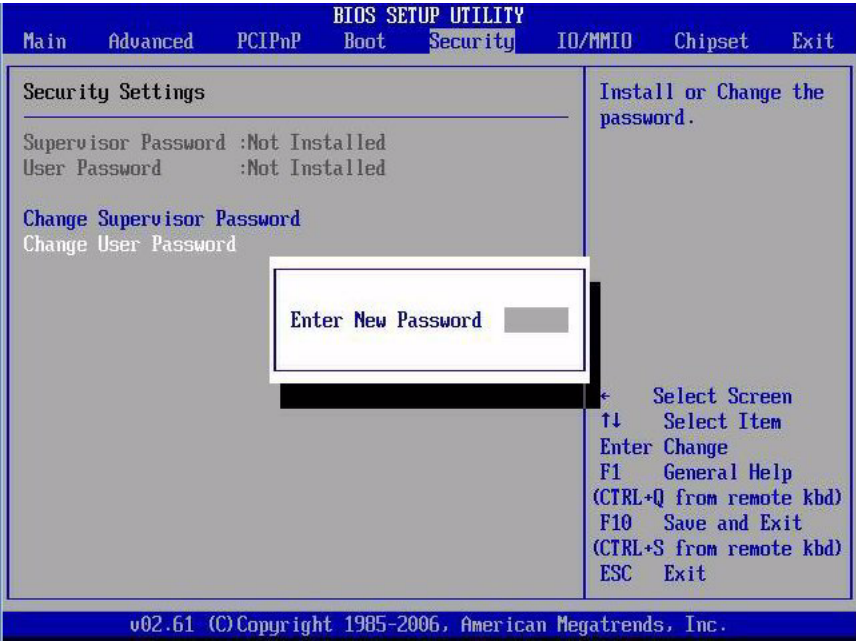 BIOS SETUP UTILITY
Main Advanced PCIPnP Boot Security IO/MMIO Chipset Exit
Security Settings
Supervisor Password :Not Installed
User Password :Not Installed
Change Supervisor Password
Change User Password
Enter New Password
Install or Change the
password.
← Select Screen
↑↓ Select Item
Enter Change
F1 General Help
(CTRL+Q from remote kbd)
F10 Save and Exit
(CTRL+S from remote kbd)
ESC Exit
v02.61 (C)Copyright 1985-2006, American Megatrends, Inc.